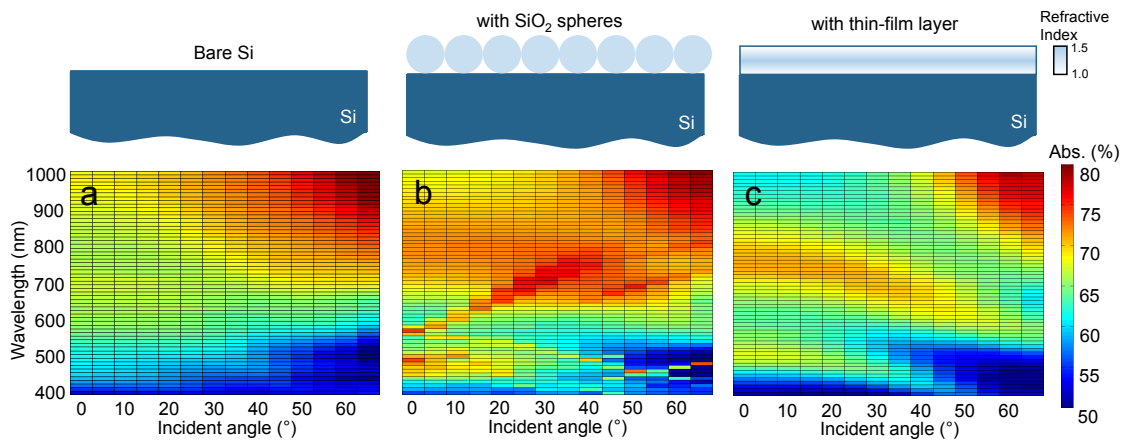 Bare Si
with SiO₂ spheres
with thin-film layer
Refractive
Index
1.5
1.0
Si
Si
Si
Abs. (%)
a
b
c
Wavelength (nm)
1000
900
800
700
600
500
400
80
75
70
65
60
55
50
0 10 20 30 40 50 60
0 10 20 30 40 50 60
0 10 20 30 40 50 60
Incident angle (°)
Incident angle (°)
Incident angle (°)